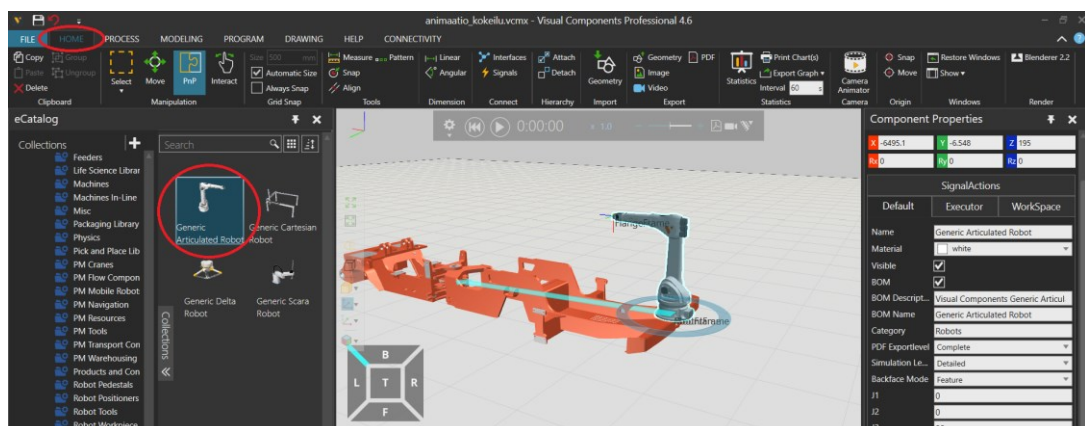 animaatio_kokeilu.vcmx - Visual Components Professional 4.6
FILE HOME PROCESS MODELING PROGRAM DRAWING HELP CONNECTIVITY
Copy Group
Paste Ungroup
Delete
Clipboard
Select Move PnP Interact
Manipulation
Size 500 mm
Automatic Size
Always Snap
Grid Snap
Measure Pattern
Snap
Align
Tools
Linear
Angular
Dimension
Interfaces
Signals
Connect
Attach
Detach
Hierarchy
Geometry
Import
Geometry PDF
Image
Video
Export
Statistics
Print Chart(s)
Export Graph
Interval 60 s
Statistics
Camera
Animator
Camera
Snap
Move
Origin
Restore Windows
Show
Windows
Blenderer 2.2
Render
eCatalog
Collections
Search
Feeders
Life Science Librar
Machines
Machines In-Line
Misc
Packaging Library
Physics
Pick and Place Lib
PM Cranes
PM Flow Compon
PM Mobile Robot
PM Navigation
PM Resources
PM Tools
PM Transport Con
PM Warehousing
Products and Con
Robot Pedestals
Robot Positioners
Robot Tools
Robot Workpiece
Collections
Generic
Articulated Robot
Generic Cartesian
Robot
Generic Delta
Robot
Generic Scara
Robot
0:00:00 x 1.0
B
L T R
F
Component Properties
X -6495.1 Y -6.548 Z 195
Rx 0 Ry 0 Rz 0
SignalActions
Default Executor WorkSpace
Name Generic Articulated Robot
Material white
Visible
BOM
BOM Descript... Visual Components Generic Articul
BOM Name Generic Articulated Robot
Category Robots
PDF Exportlevel Complete
Simulation Le... Detailed
Backface Mode Feature
J1 0
J2 0